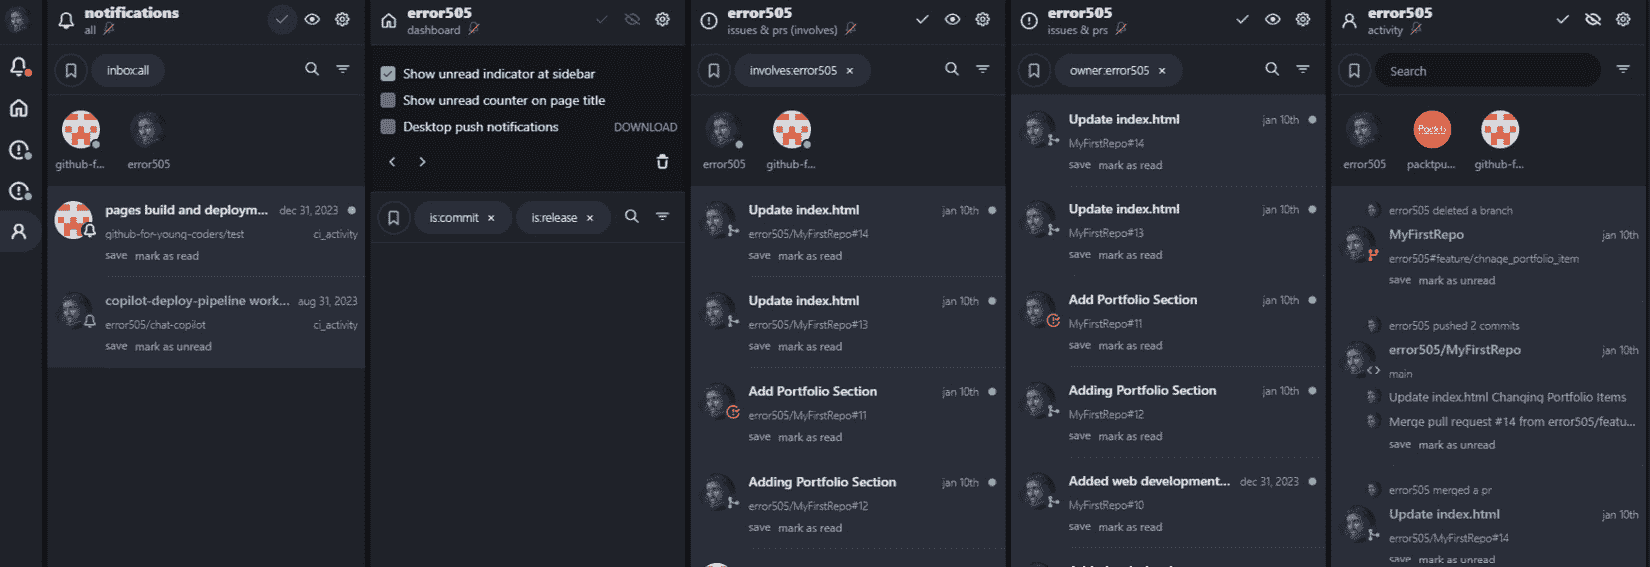 notifications
all
inbox:all
github-f...
error505
pages build and deploym...
dec 31, 2023
github-for-young-coders/test
ci_activity
save mark as read
copilot-deploy-pipeline work...
aug 31, 2023
error505/chat-copilot
ci_activity
save mark as unread
error505
dashboard
Show unread indicator at sidebar
Show unread counter on page title
Desktop push notifications
DOWNLOAD
is:commit ×
is:release ×
error505
issues & prs (involves)
involves:error505 ×
error505
github-f...
Update index.html
jan 10th
error505/MyFirstRepo#14
save mark as read
Update index.html
jan 10th
error505/MyFirstRepo#13
save mark as read
Add Portfolio Section
jan 10th
error505/MyFirstRepo#11
save mark as read
Adding Portfolio Section
jan 10th
error505/MyFirstRepo#12
save mark as read
error505
issues & prs
owner:error505 ×
Update index.html
jan 10th
MyFirstRepo#14
save mark as read
Update index.html
jan 10th
MyFirstRepo#13
save mark as read
Add Portfolio Section
jan 10th
MyFirstRepo#11
save mark as read
Adding Portfolio Section
jan 10th
MyFirstRepo#12
save mark as read
Added web development...
dec 31, 2023
MyFirstRepo#10
save mark as read
error505
activity
Search
error505
Packt
packtpu...
github-f...
error505 deleted a branch
MyFirstRepo
jan 10th
error505#feature/chnage_portfolio_item
save mark as unread
error505 pushed 2 commits
error505/MyFirstRepo
jan 10th
main
Update index.html Changing Portfolio Items
Merge pull request #14 from error505/featu...
save mark as unread
error505 merged a pr
Update index.html
jan 10th
error505/MyFirstRepo#14
save mark as unread